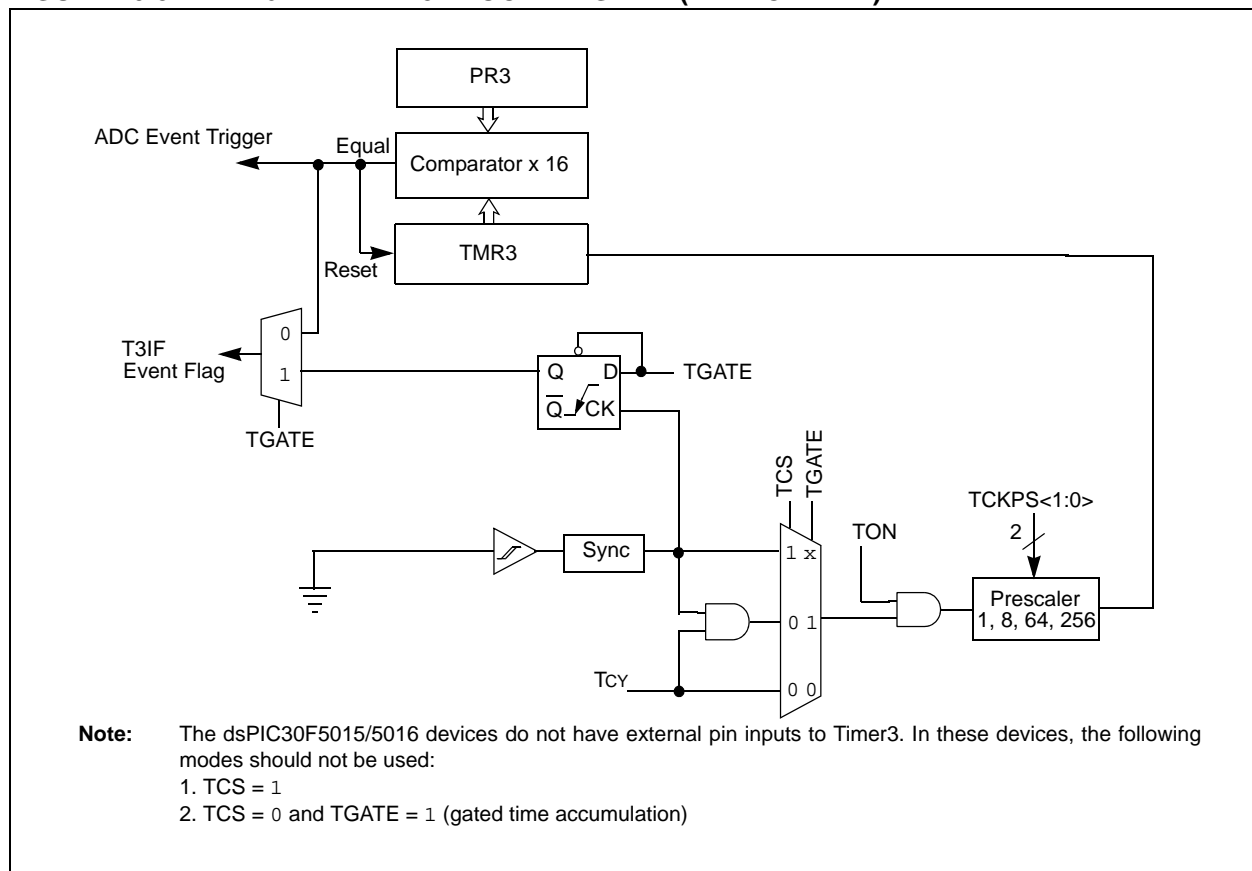 PR3
ADC Event Trigger
Equal
Comparator x 16
TMR3
Reset
0
T3IF
Event Flag
1
Q D
TGATE
Q CK
TGATE
TCS
TGATE
TCKPS<1:0>
2
TON
Sync
1 x
Prescaler
1, 8, 64, 256
0 1
TCY
0 0
Note: The dsPIC30F5015/5016 devices do not have external pin inputs to Timer3. In these devices, the following
modes should not be used:
1. TCS = 1
2. TCS = 0 and TGATE = 1 (gated time accumulation)